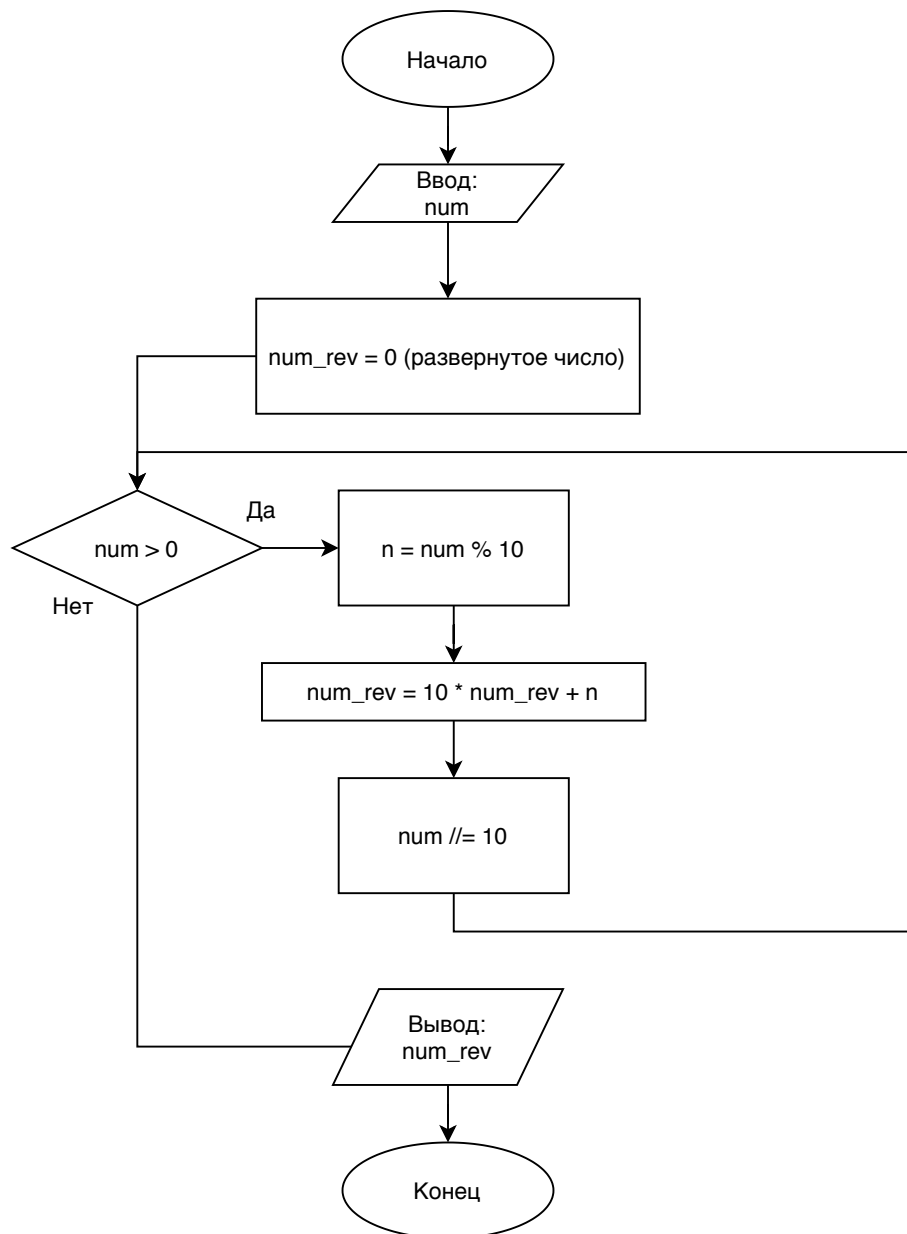 Начало
Ввод:
num
num_rev = 0 (развернутое число)
Да
num > 0
n = num % 10
Нет
num_rev = 10 * num_rev + n
num //= 10
Вывод:
num_rev
Конец